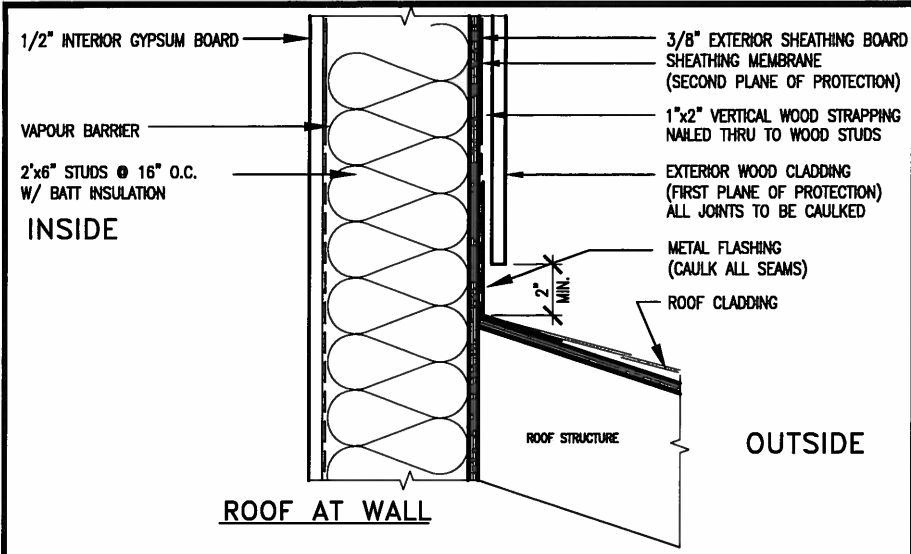 1/2" INTERIOR GYPSUM BOARD
VAPOUR BARRIER
2'x6" STUDS @ 16" O.C.
W/ BATT INSULATION
INSIDE
3/8" EXTERIOR SHEATHING BOARD
SHEATHING MEMBRANE
(SECOND PLANE OF PROTECTION)
1"x2" VERTICAL WOOD STRAPPING
NAILED THRU TO WOOD STUDS
EXTERIOR WOOD CLADDING
(FIRST PLANE OF PROTECTION)
ALL JOINTS TO BE CAULKED
METAL FLASHING
(CAULK ALL SEAMS)
2"
MIN.
ROOF CLADDING
ROOF STRUCTURE
OUTSIDE
ROOF AT WALL